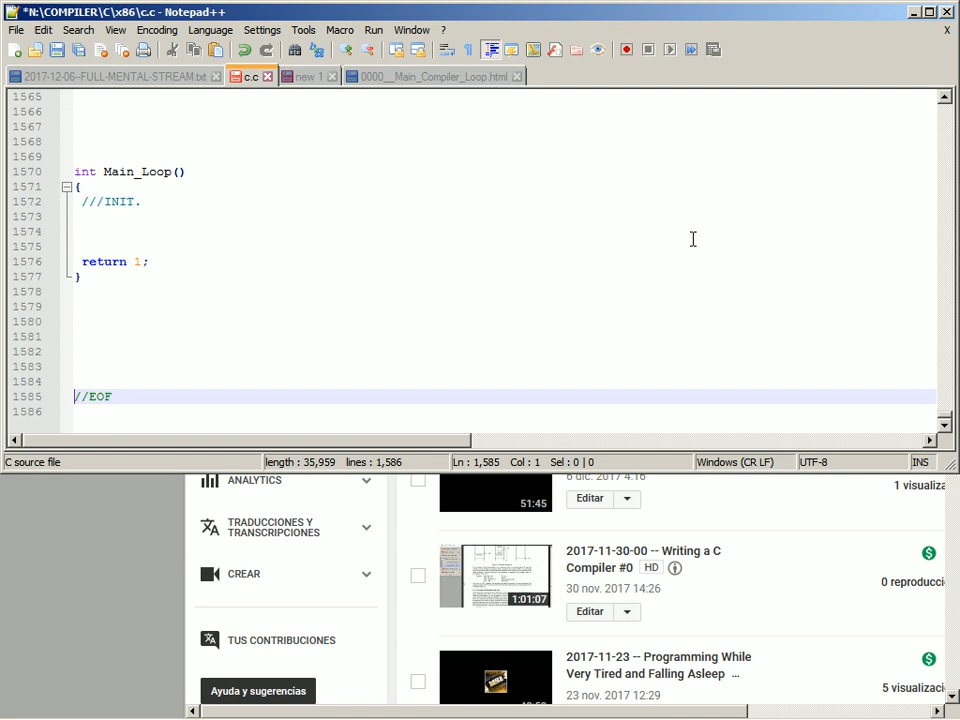 *N:\COMPILER\C\x86\c.c - Notepad++
File Edit Search View Encoding Language Settings Tools Macro Run Window ? X
2017-12-06--FULL-MENTAL-STREAM.txt c.c new 1 0000__Main_Compiler_Loop.html
1565
1566
1567
1568
1569
1570 int Main_Loop()
1571 {
1572 ///INIT.
1573
1574
1575
1576 return 1;
1577 }
1578
1579
1580
1581
1582
1583
1584
1585 //EOF
1586
C source file length : 35,959 lines : 1,586 Ln : 1,585 Col : 1 Sel : 0 | 0 Windows (CR LF) UTF-8 INS
ANALYTICS
TRADUCCIONES Y
TRANSCRIPCIONES
CREAR
TUS CONTRIBUCIONES
Ayuda y sugerencias
6 dic. 2017 4:16
51:45
Editar
1 visualiza
2017-11-30-00 -- Writing a C
Compiler #0 HD
30 nov. 2017 14:26
1:01:07
Editar
0 reproducci
2017-11-23 -- Programming While
Very Tired and Falling Asleep ...
23 nov. 2017 12:29
5 visualizaci